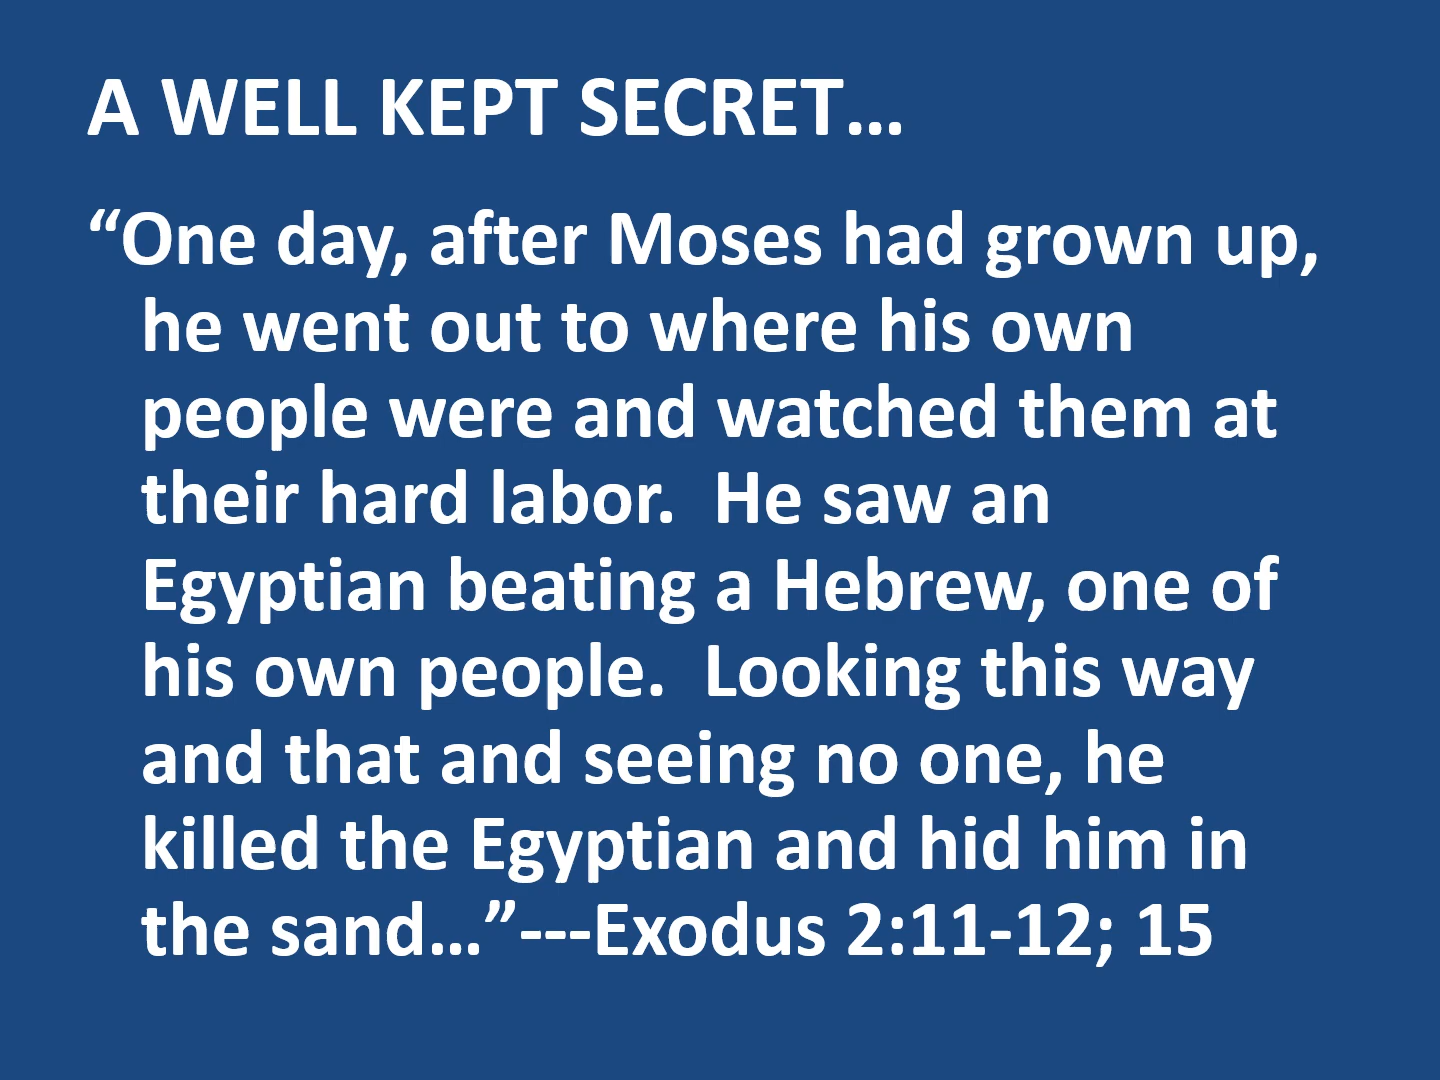 A WELL KEPT SECRET…
“One day, after Moses had grown up,
he went out to where his own
people were and watched them at
their hard labor.  He saw an
Egyptian beating a Hebrew, one of
his own people.  Looking this way
and that and seeing no one, he
killed the Egyptian and hid him in
the sand…”---Exodus 2:11-12; 15